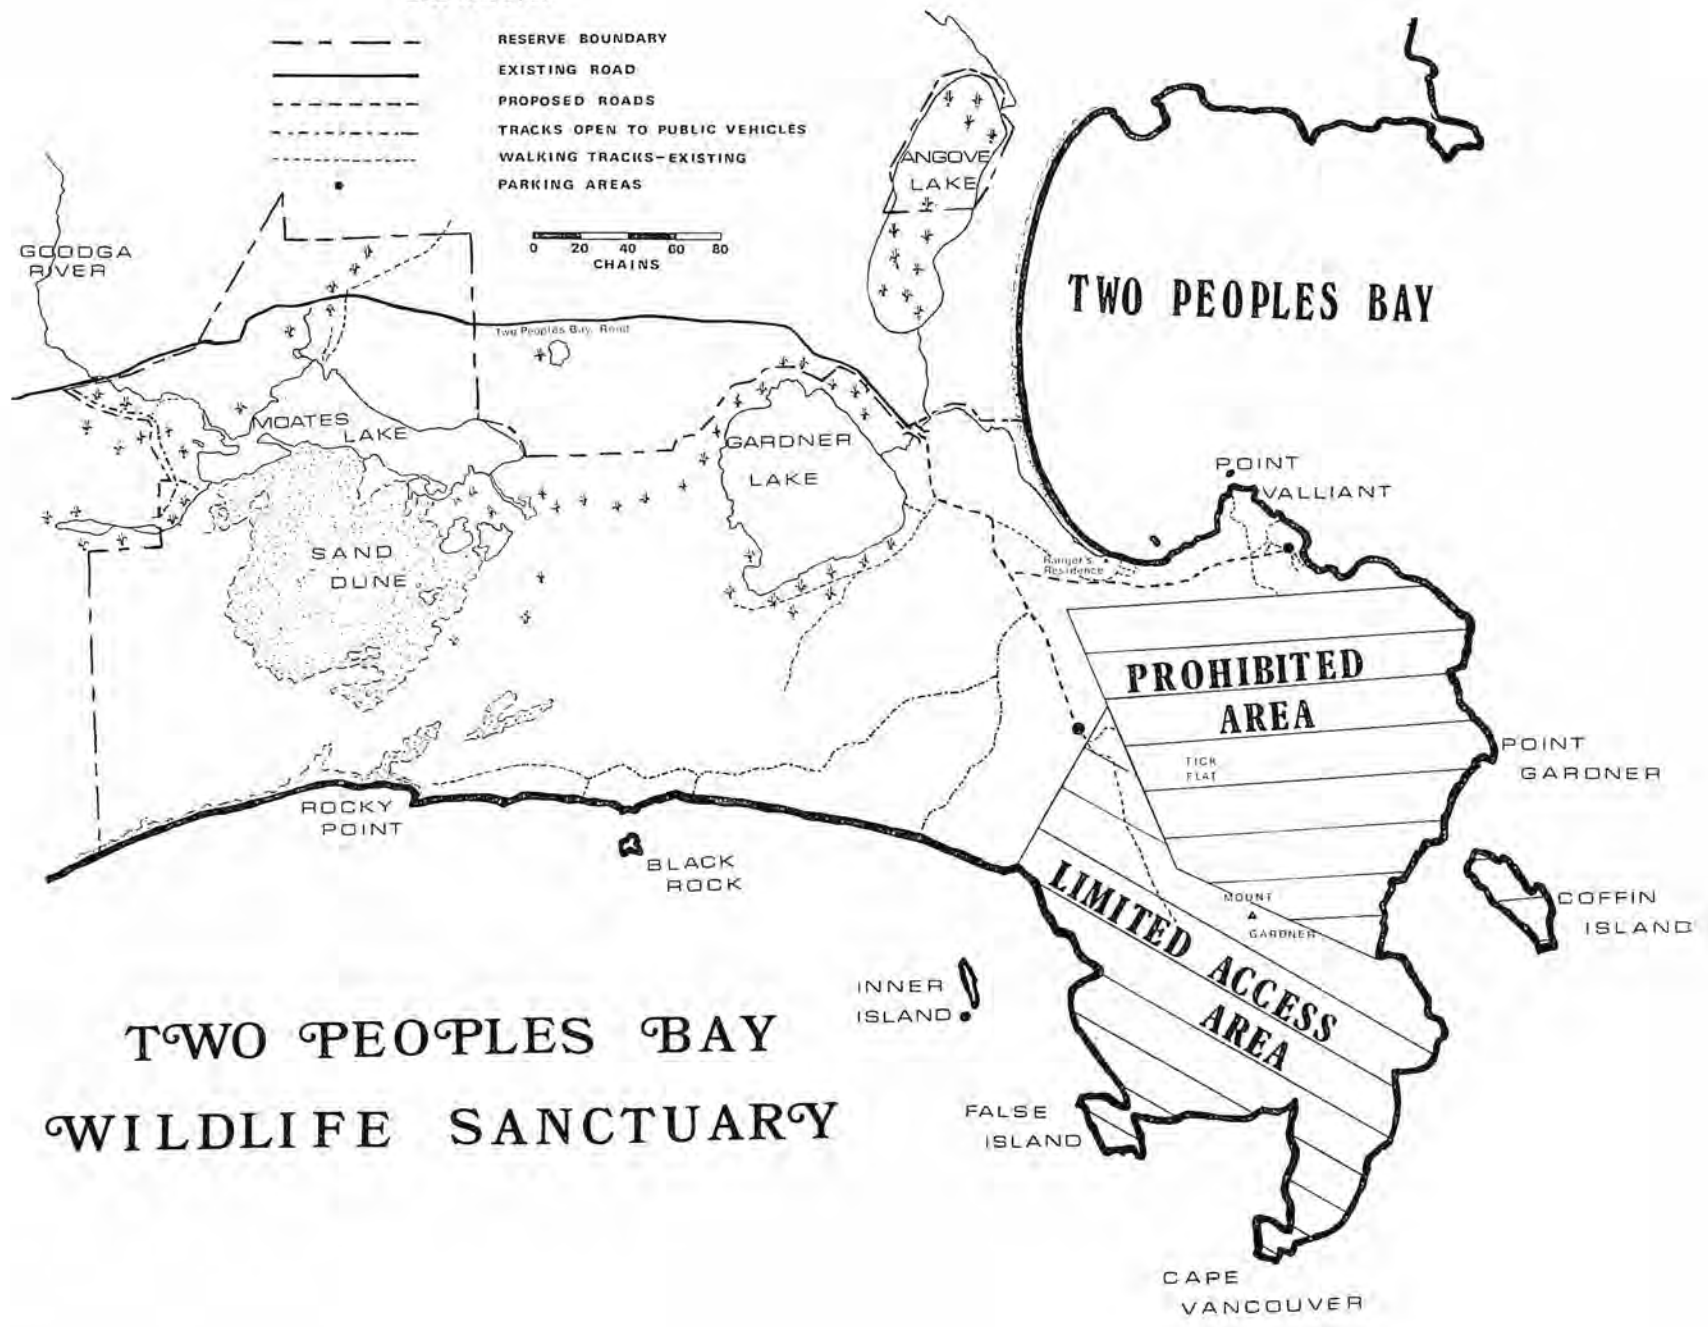 RESERVE BOUNDARY
EXISTING ROAD
PROPOSED ROADS
TRACKS OPEN TO PUBLIC VEHICLES
WALKING TRACKS-EXISTING
PARKING AREAS
0 20 40 60 80
CHAINS
GOODGA
RIVER
ANGOVE
LAKE
TWO PEOPLES BAY
Two Peoples Bay Road
MOATES
LAKE
GARDNER
LAKE
POINT
VALLIANT
SAND
DUNE
Ranger's
Residence
PROHIBITED
AREA
TICK
FLAT
POINT
GARDNER
ROCKY
POINT
BLACK
ROCK
LIMITED ACCESS
AREA
MOUNT
GARDNER
COFFIN
ISLAND
INNER
ISLAND
TWO PEOPLES BAY
WILDLIFE SANCTUARY
FALSE
ISLAND
CAPE
VANCOUVER